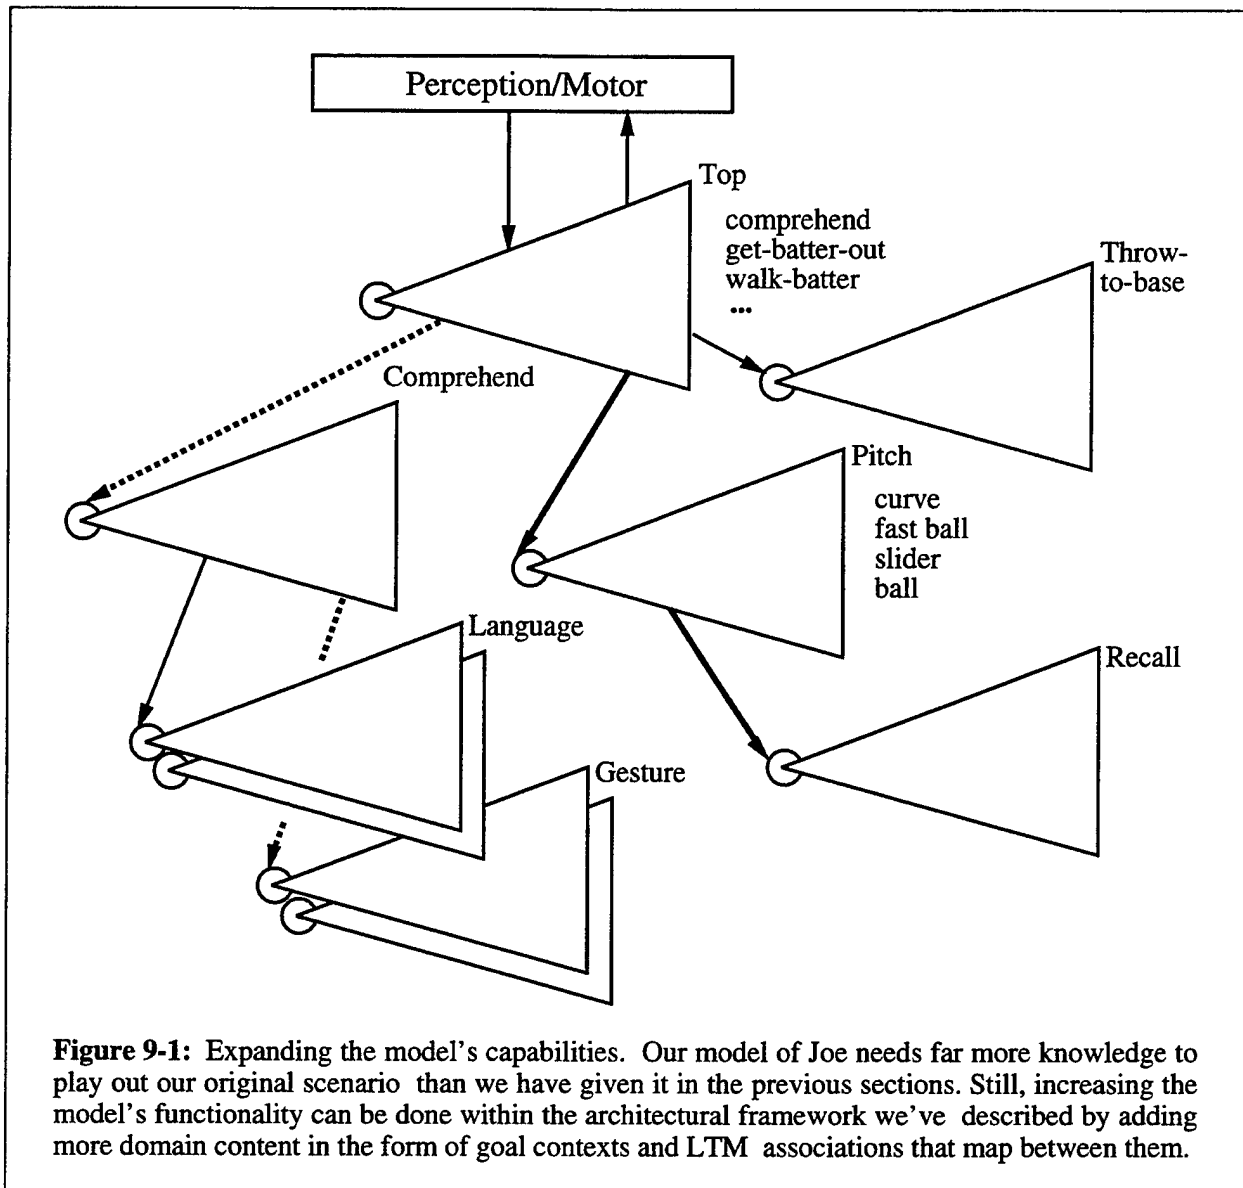 Perception/Motor
Top
comprehend
get-batter-out
walk-batter
...
Throw-
to-base
Comprehend
Pitch
curve
fast ball
slider
ball
Language
Recall
Gesture
Figure 9-1: Expanding the model's capabilities. Our model of Joe needs far more knowledge to
play out our original scenario than we have given it in the previous sections. Still, increasing the
model's functionality can be done within the architectural framework we've described by adding
more domain content in the form of goal contexts and LTM associations that map between them.